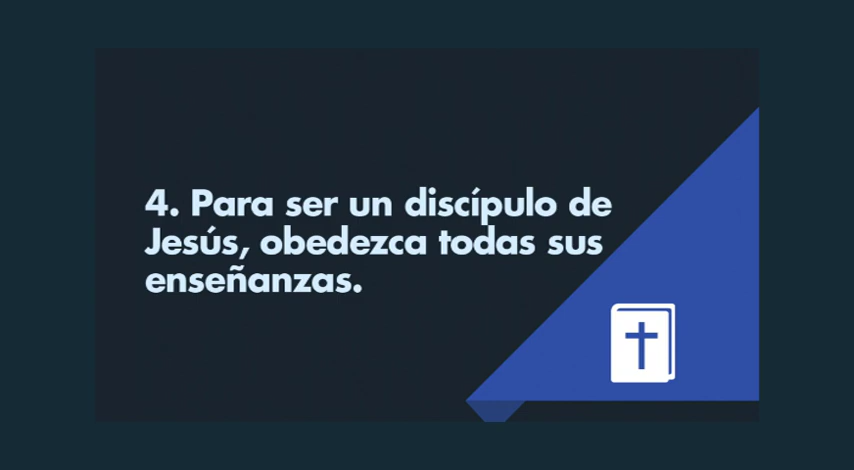 4. Para ser un discípulo de
Jesús, obedezca todas sus
enseñanzas.